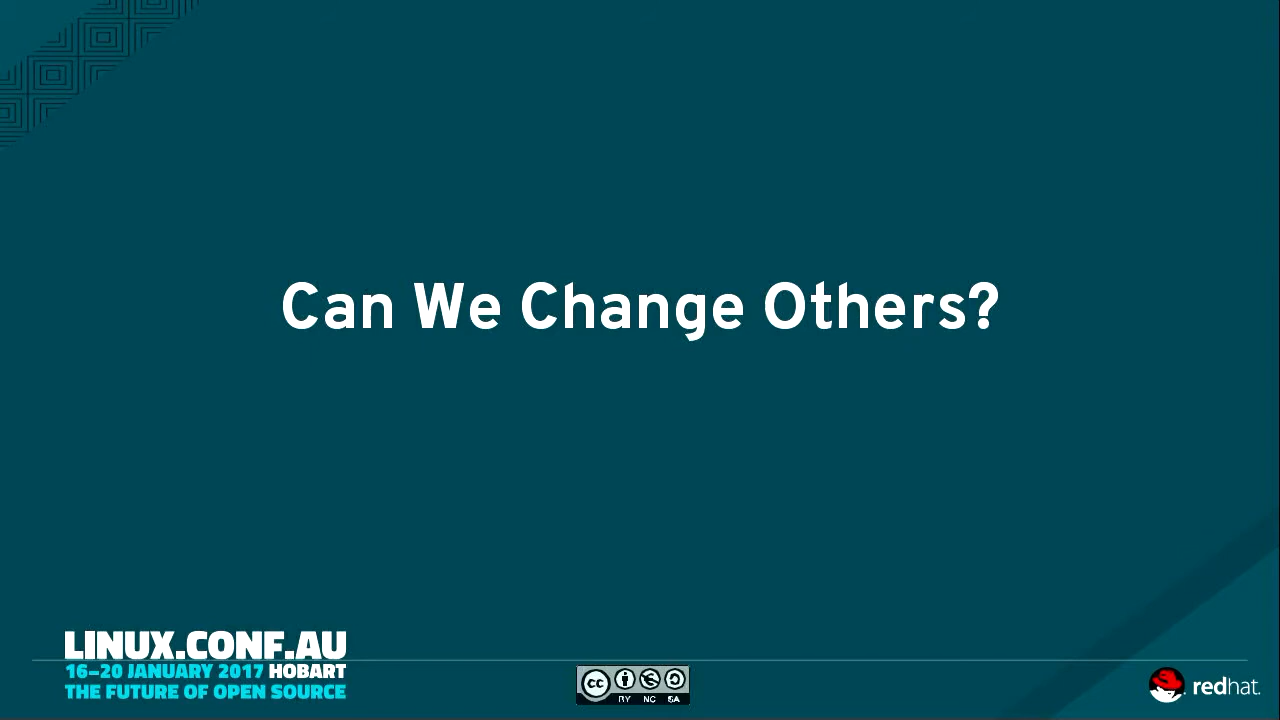 Can We Change Others?
LINUX.CONF.AU
16–20 JANUARY 2017 HOBART
THE FUTURE OF OPEN SOURCE
cc
BY NC SA
redhat.